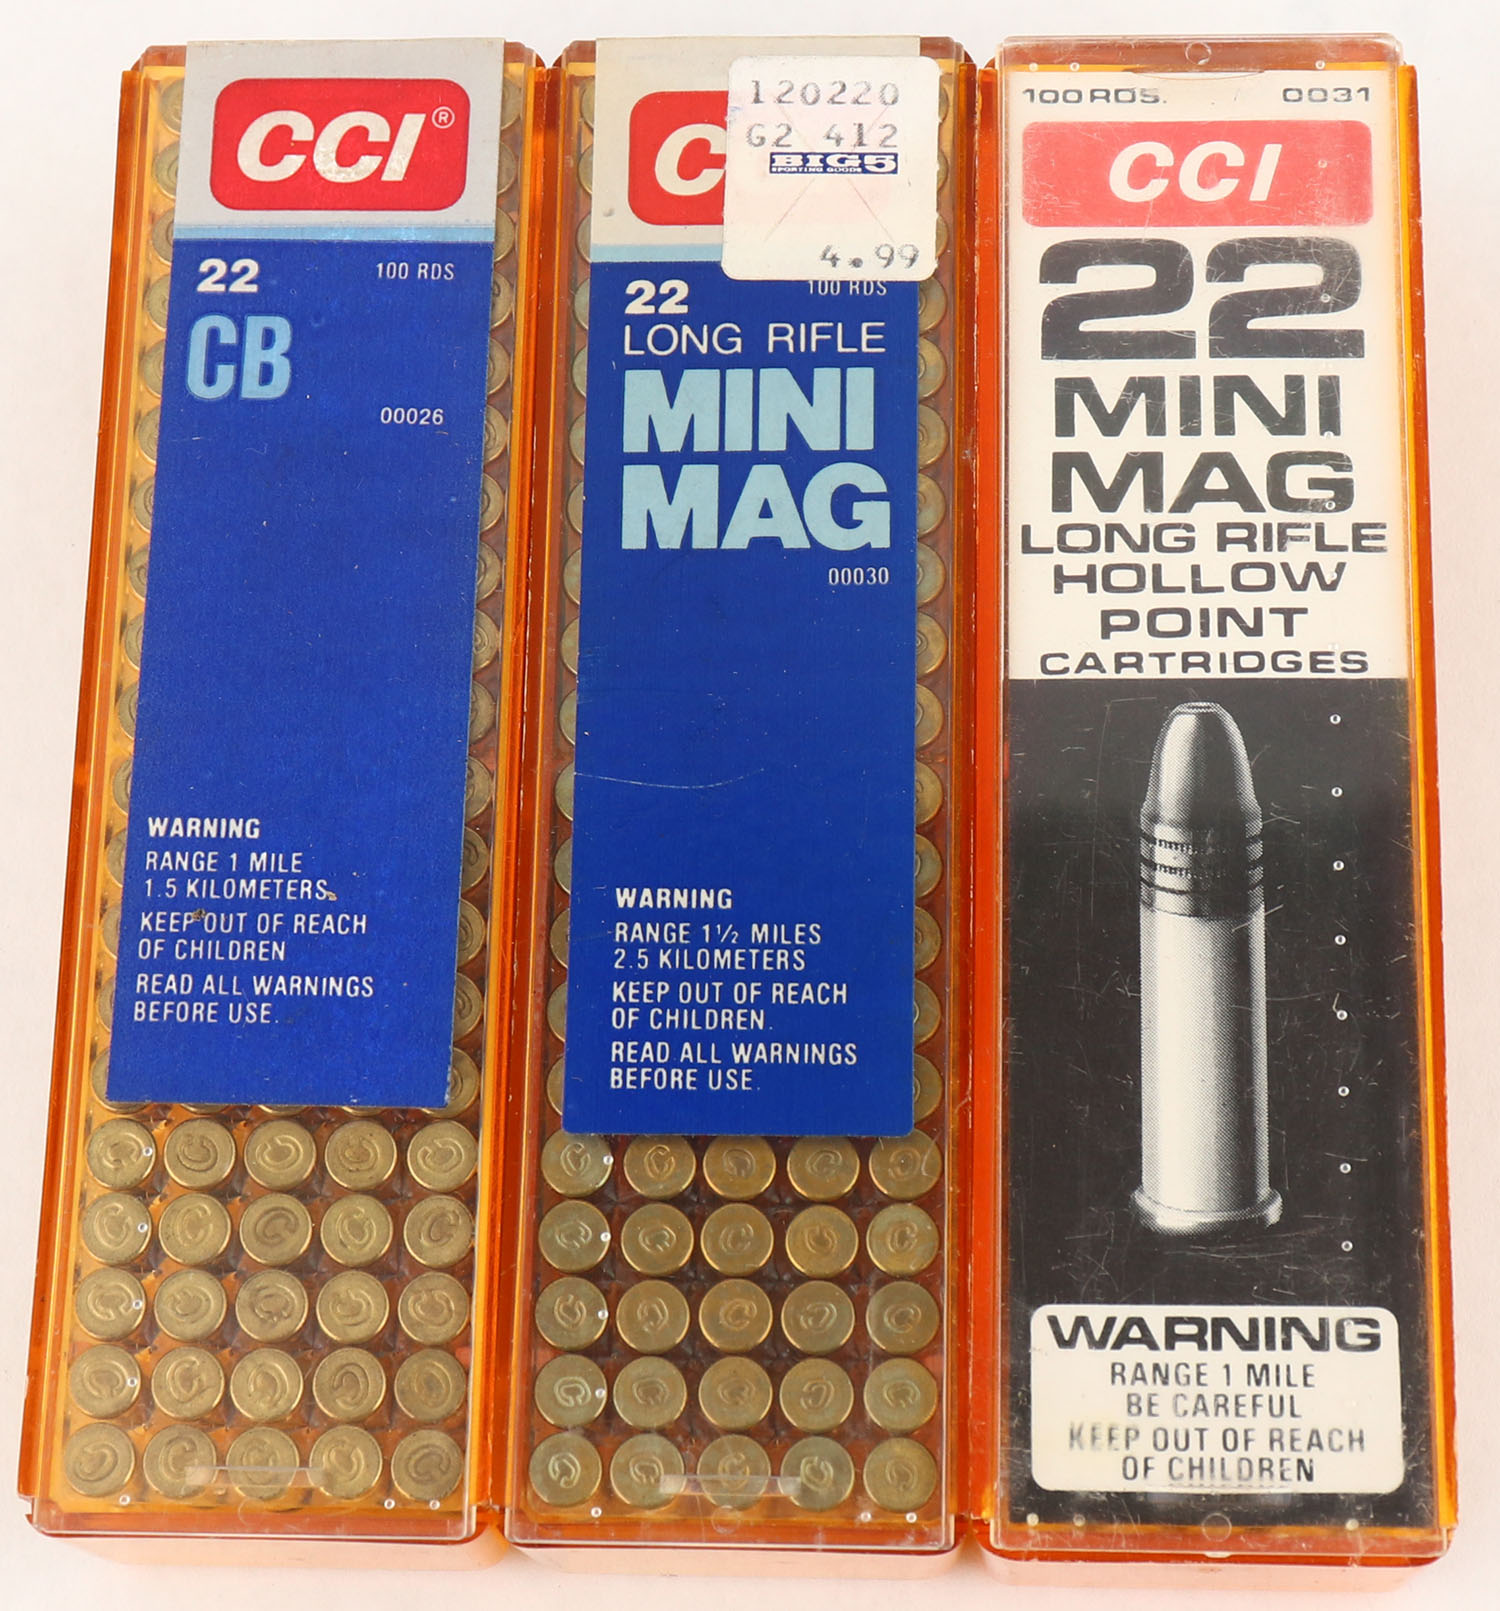 CCI®
22 100 RDS
CB
00026
WARNING
RANGE 1 MILE
1.5 KILOMETERS
KEEP OUT OF REACH
OF CHILDREN
READ ALL WARNINGS
BEFORE USE.
120220
G2 412
BIG5
SPORTING GOODS
4.99
C
22 100 RDS
LONG RIFLE
MINI
MAG
00030
WARNING
RANGE 1½ MILES
2.5 KILOMETERS
KEEP OUT OF REACH
OF CHILDREN.
READ ALL WARNINGS
BEFORE USE.
100 RDS. 0031
CCI
22
MINI
MAG
LONG RIFLE
HOLLOW
POINT
CARTRIDGES
WARNING
RANGE 1 MILE
BE CAREFUL
KEEP OUT OF REACH
OF CHILDREN